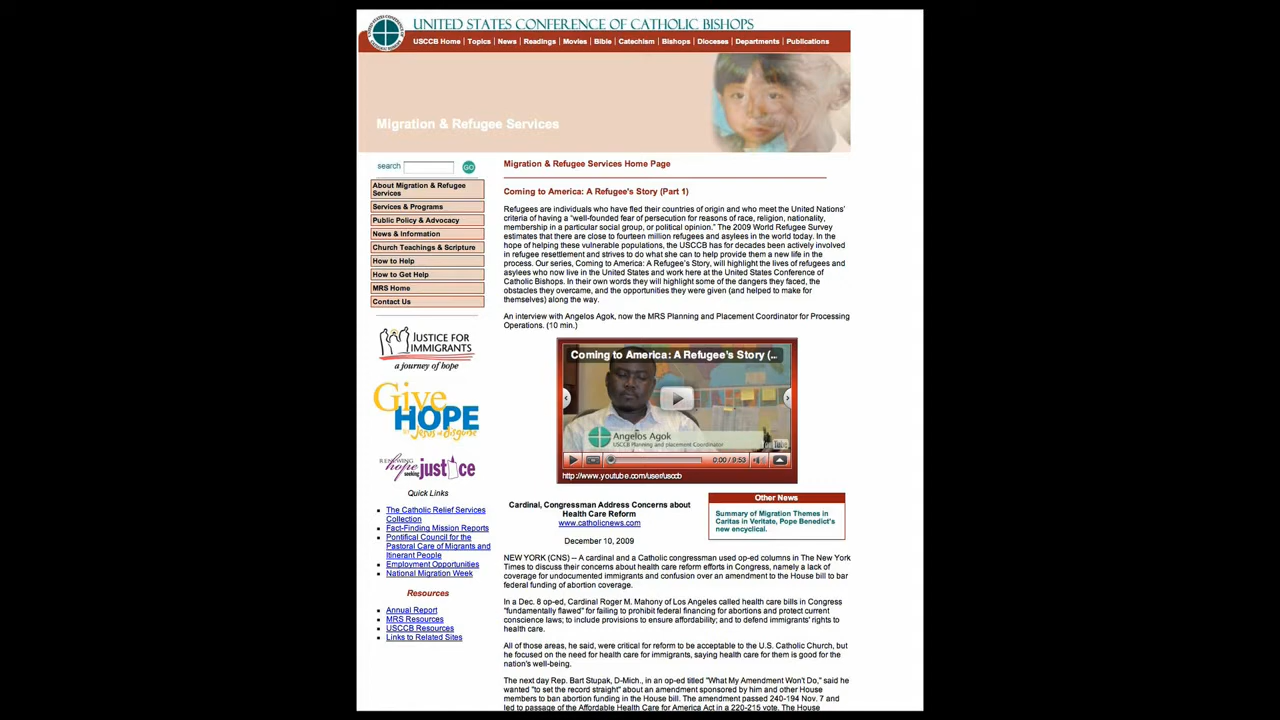 UNITED STATES CONFERENCE OF CATHOLIC BISHOPS
USCCB Home | Topics | News | Readings | Movies | Bible | Catechism | Bishops | Dioceses | Departments | Publications
Migration & Refugee Services
search GO
About Migration & Refugee
Services
Services & Programs
Public Policy & Advocacy
News & Information
Church Teachings & Scripture
How to Help
How to Get Help
MRS Home
Contact Us
JUSTICE FOR
IMMIGRANTS
a journey of hope
Give
HOPE
RENEWING
hope seeking justice
Quick Links
The Catholic Relief Services
Collection
Fact-Finding Mission Reports
Pontifical Council for the
Pastoral Care of Migrants and
Itinerant People
Employment Opportunities
National Migration Week
Resources
Annual Report
MRS Resources
USCCB Resources
Links to Related Sites
Migration & Refugee Services Home Page
Coming to America: A Refugee's Story (Part 1)
Refugees are individuals who have fled their countries of origin and who meet the United Nations'
criteria of having a "well-founded fear of persecution for reasons of race, religion, nationality,
membership in a particular social group, or political opinion." The 2009 World Refugee Survey
estimates that there are close to fourteen million refugees and asylees in the world today. In the
hope of helping these vulnerable populations, the USCCB has for decades been actively involved
in refugee resettlement and strives to do what she can to help provide them a new life in the
process. Our series, Coming to America: A Refugee's Story, will highlight the lives of refugees and
asylees who now live in the United States and work here at the United States Conference of
Catholic Bishops. In their own words they will highlight some of the dangers they faced, the
obstacles they overcame, and the opportunities they were given (and helped to make for
themselves) along the way.
An interview with Angelos Agok, now the MRS Planning and Placement Coordinator for Processing
Operations. (10 min.)
Coming to America: A Refugee's Story (...
Angelos Agok
USCCB Planning and placement Coordinator
You Tube
0:00 / 9:53
http://www.youtube.com/user/usccb
Cardinal, Congressman Address Concerns about
Health Care Reform
www.catholicnews.com
December 10, 2009
Other News
Summary of Migration Themes in
Caritas in Veritate, Pope Benedict's
new encyclical.
NEW YORK (CNS) -- A cardinal and a Catholic congressman used op-ed columns in The New York
Times to discuss their concerns about health care reform efforts in Congress, namely a lack of
coverage for undocumented immigrants and confusion over an amendment to the House bill to bar
federal funding of abortion coverage.
In a Dec. 8 op-ed, Cardinal Roger M. Mahony of Los Angeles called health care bills in Congress
"fundamentally flawed" for failing to prohibit federal financing for abortions and protect current
conscience laws; to include provisions to ensure affordability; and to defend immigrants' rights to
health care.
All of those areas, he said, were critical for reform to be acceptable to the U.S. Catholic Church, but
he focused on the need for health care for immigrants, saying health care for them is good for the
nation's well-being.
The next day Rep. Bart Stupak, D-Mich., in an op-ed titled "What My Amendment Won't Do," said he
wanted "to set the record straight" about an amendment sponsored by him and other House
members to ban abortion funding in the House bill. The amendment passed 240-194 Nov. 7 and
led to passage of the Affordable Health Care for America Act in a 220-215 vote. The House